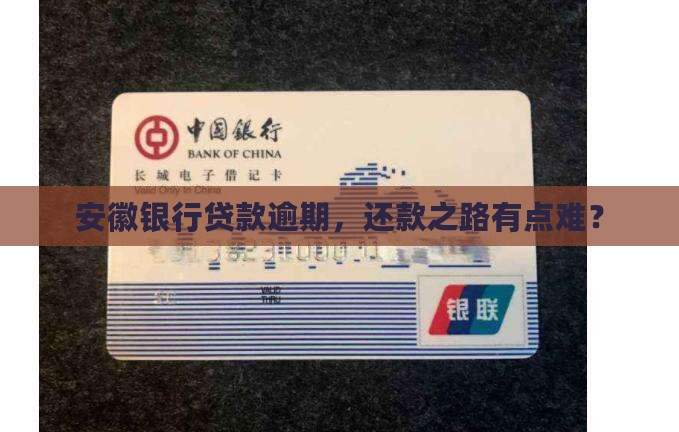 中国銀行
BANK OF CHINA
长城电子借记卡
Valid Only In China
安徽银行贷款逾期，还款之路有点难？
VALID
THRU
银联